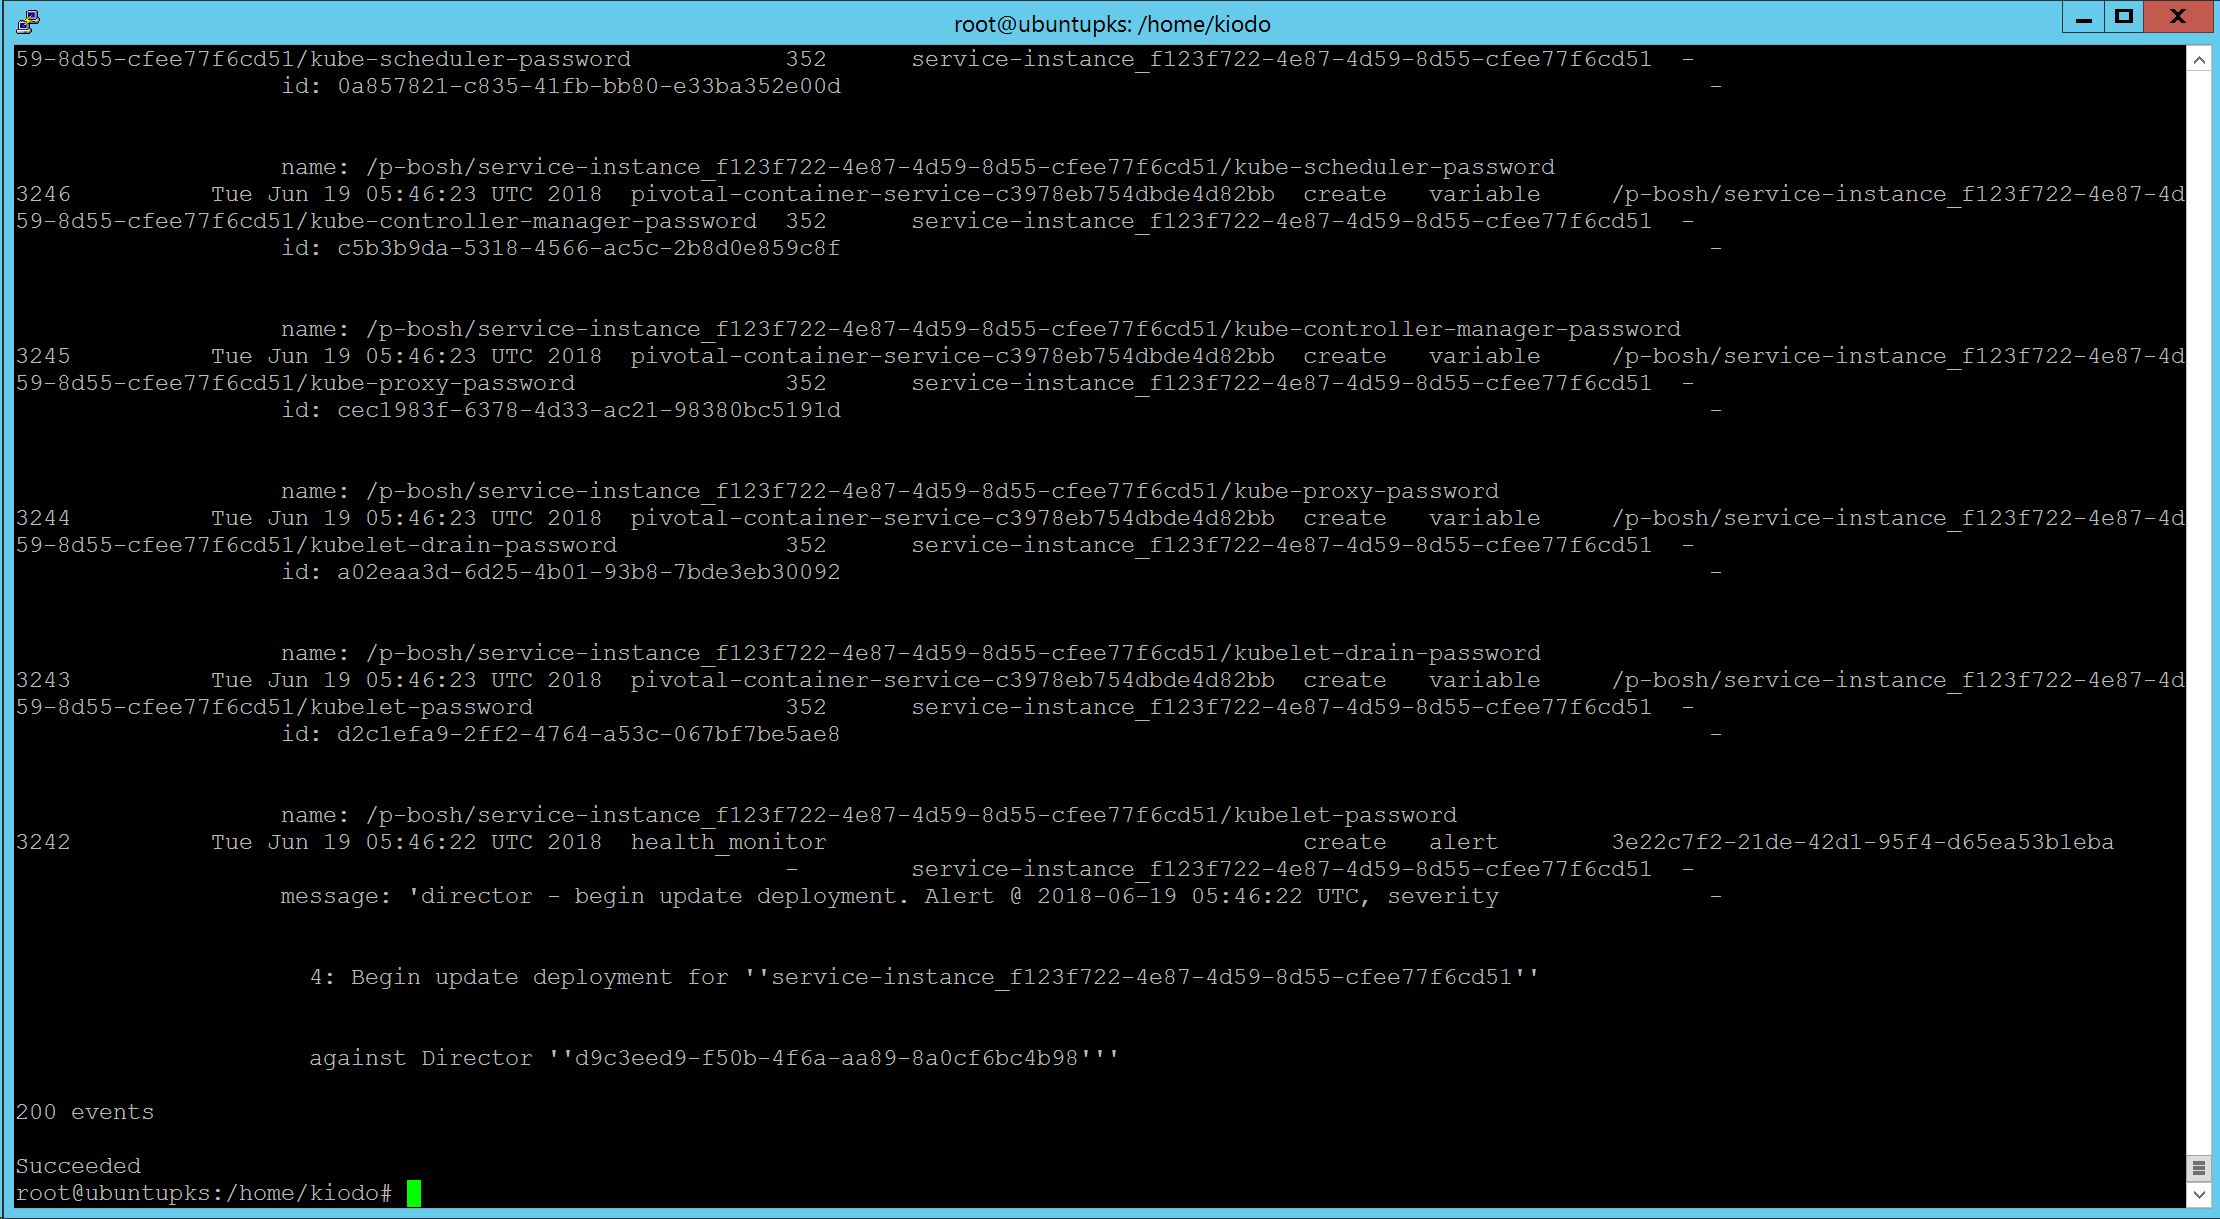 root@ubuntupks: /home/kiodo
59-8d55-cfee77f6cd51/kube-scheduler-password 352 service-instance_f123f722-4e87-4d59-8d55-cfee77f6cd51 -
id: 0a857821-c835-41fb-bb80-e33ba352e00d -
name: /p-bosh/service-instance_f123f722-4e87-4d59-8d55-cfee77f6cd51/kube-scheduler-password
3246 Tue Jun 19 05:46:23 UTC 2018 pivotal-container-service-c3978eb754dbde4d82bb create variable /p-bosh/service-instance_f123f722-4e87-4d
59-8d55-cfee77f6cd51/kube-controller-manager-password 352 service-instance_f123f722-4e87-4d59-8d55-cfee77f6cd51 -
id: c5b3b9da-5318-4566-ac5c-2b8d0e859c8f -
name: /p-bosh/service-instance_f123f722-4e87-4d59-8d55-cfee77f6cd51/kube-controller-manager-password
3245 Tue Jun 19 05:46:23 UTC 2018 pivotal-container-service-c3978eb754dbde4d82bb create variable /p-bosh/service-instance_f123f722-4e87-4d
59-8d55-cfee77f6cd51/kube-proxy-password 352 service-instance_f123f722-4e87-4d59-8d55-cfee77f6cd51 -
id: cec1983f-6378-4d33-ac21-98380bc5191d -
name: /p-bosh/service-instance_f123f722-4e87-4d59-8d55-cfee77f6cd51/kube-proxy-password
3244 Tue Jun 19 05:46:23 UTC 2018 pivotal-container-service-c3978eb754dbde4d82bb create variable /p-bosh/service-instance_f123f722-4e87-4d
59-8d55-cfee77f6cd51/kubelet-drain-password 352 service-instance_f123f722-4e87-4d59-8d55-cfee77f6cd51 -
id: a02eaa3d-6d25-4b01-93b8-7bde3eb30092 -
name: /p-bosh/service-instance_f123f722-4e87-4d59-8d55-cfee77f6cd51/kubelet-drain-password
3243 Tue Jun 19 05:46:23 UTC 2018 pivotal-container-service-c3978eb754dbde4d82bb create variable /p-bosh/service-instance_f123f722-4e87-4d
59-8d55-cfee77f6cd51/kubelet-password 352 service-instance_f123f722-4e87-4d59-8d55-cfee77f6cd51 -
id: d2c1efa9-2ff2-4764-a53c-067bf7be5ae8 -
name: /p-bosh/service-instance_f123f722-4e87-4d59-8d55-cfee77f6cd51/kubelet-password
3242 Tue Jun 19 05:46:22 UTC 2018 health_monitor create alert 3e22c7f2-21de-42d1-95f4-d65ea53b1eba
- service-instance_f123f722-4e87-4d59-8d55-cfee77f6cd51 -
message: 'director - begin update deployment. Alert @ 2018-06-19 05:46:22 UTC, severity -
4: Begin update deployment for ''service-instance_f123f722-4e87-4d59-8d55-cfee77f6cd51''
against Director ''d9c3eed9-f50b-4f6a-aa89-8a0cf6bc4b98'''
200 events
Succeeded
root@ubuntupks:/home/kiodo#